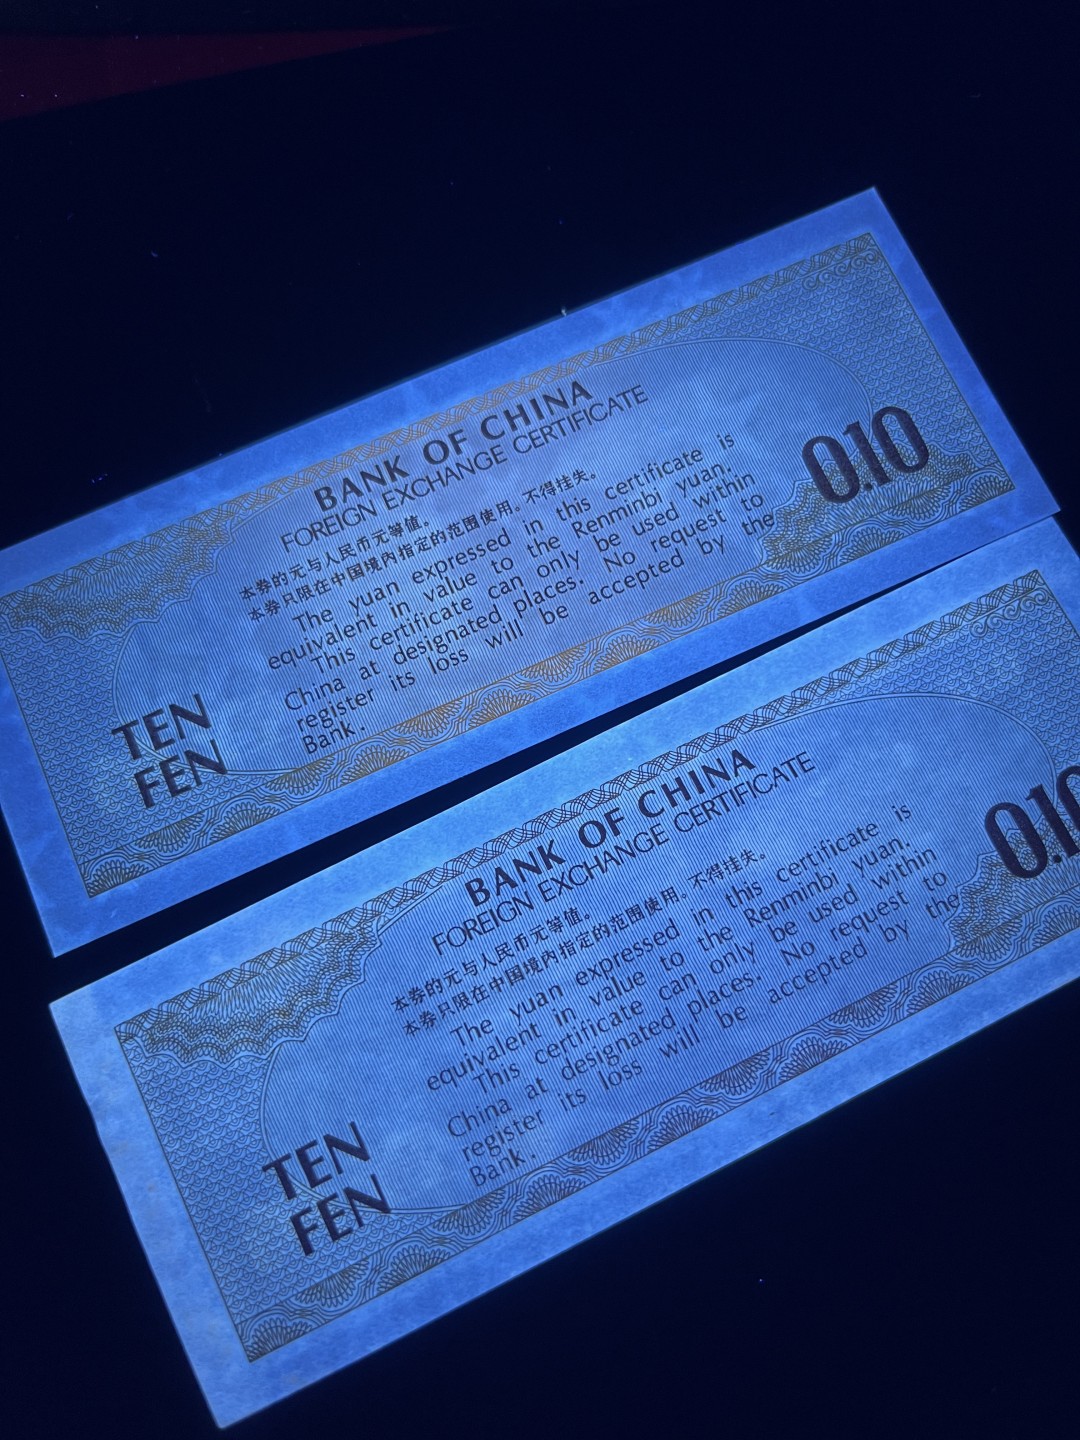 BANK OF CHINA
FOREIGN EXCHANGE CERTIFICATE
本券的元与人民币元等值。
本券只限在中国境内指定的范围使用。不得挂失。
The yuan expressed in this certificate is
equivalent in value to the Renminbi yuan.
This certificate can only be used within
China at designated places. No request to
register its loss will be accepted by the
Bank.
0.10
TEN
FEN
BANK OF CHINA
FOREIGN EXCHANGE CERTIFICATE
本券的元与人民币元等值。
本券只限在中国境内指定的范围使用。不得挂失。
The yuan expressed in this certificate is
equivalent in value to the Renminbi yuan.
This certificate can only be used within
China at designated places. No request to
register its loss will be accepted by the
Bank.
0.10
TEN
FEN